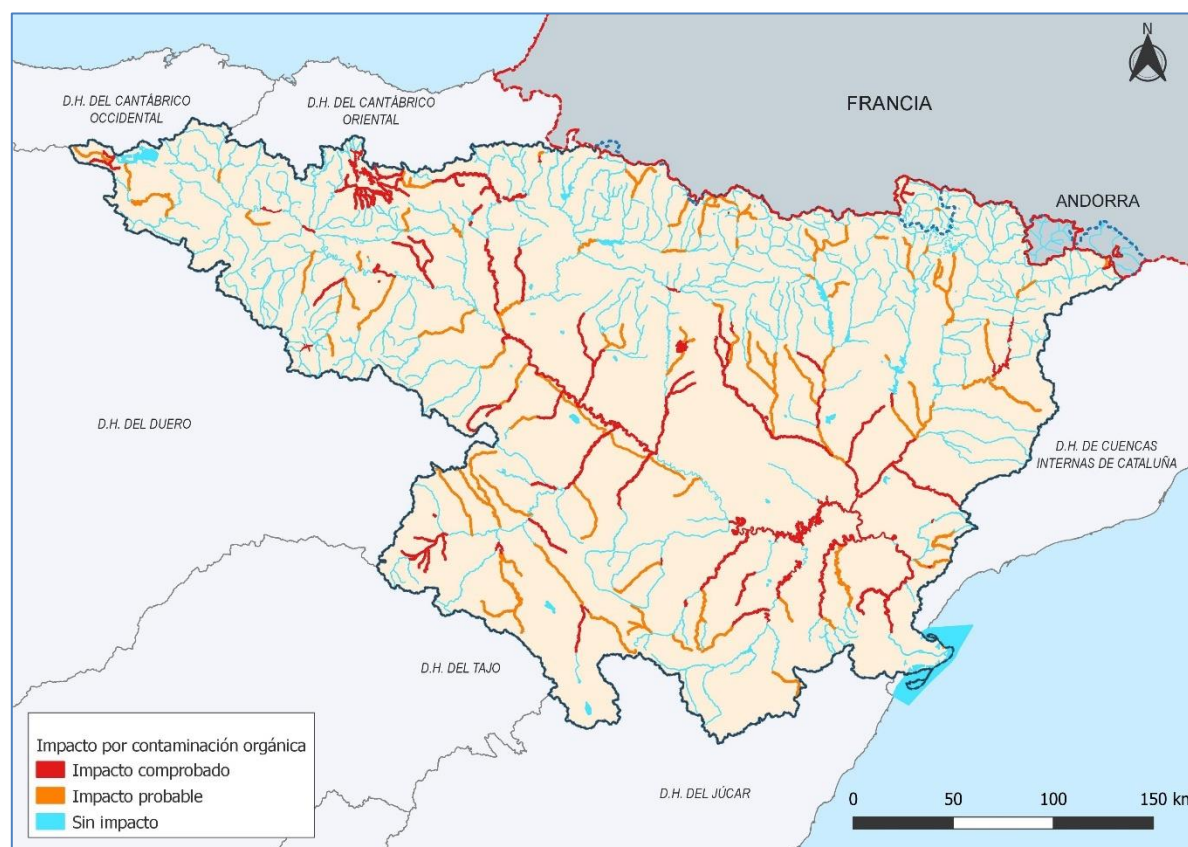 N
D.H. DEL CANTÁBRICO
OCCIDENTAL
D.H. DEL CANTÁBRICO
ORIENTAL
FRANCIA
ANDORRA
D.H. DEL DUERO
D.H. DE CUENCAS
INTERNAS DE CATALUÑA
D.H. DEL TAJO
D.H. DEL JÚCAR
Impacto por contaminación orgánica
Impacto comprobado
Impacto probable
Sin impacto
0 50 100 150 km